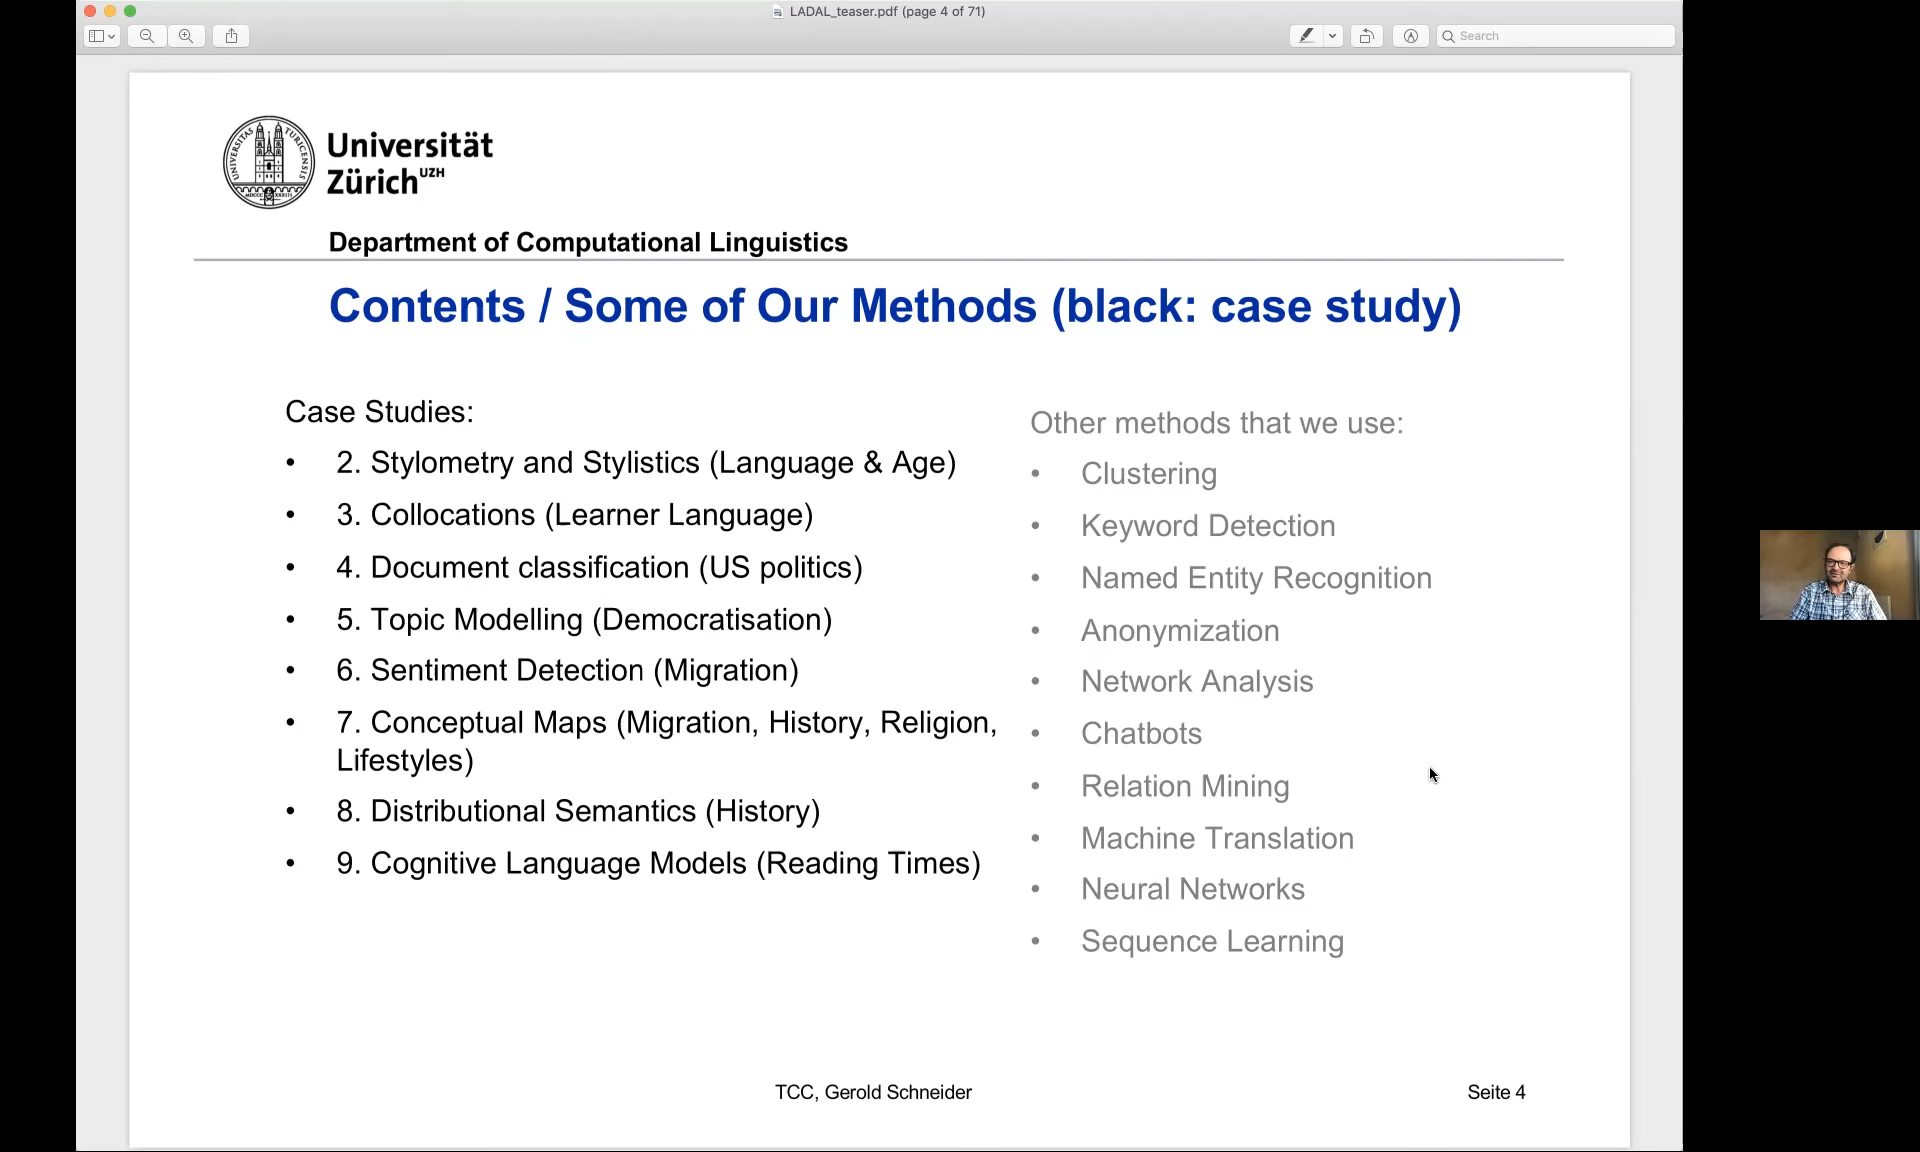 LADAL_teaser.pdf (page 4 of 71)
Search
UNIVERSITAS TURICENSIS
MDCCC XXXIII
Universität
Zürich UZH
Department of Computational Linguistics
Contents / Some of Our Methods (black: case study)
Case Studies:
• 2. Stylometry and Stylistics (Language & Age)
• 3. Collocations (Learner Language)
• 4. Document classification (US politics)
• 5. Topic Modelling (Democratisation)
• 6. Sentiment Detection (Migration)
• 7. Conceptual Maps (Migration, History, Religion,
Lifestyles)
• 8. Distributional Semantics (History)
• 9. Cognitive Language Models (Reading Times)
Other methods that we use:
• Clustering
• Keyword Detection
• Named Entity Recognition
• Anonymization
• Network Analysis
• Chatbots
• Relation Mining
• Machine Translation
• Neural Networks
• Sequence Learning
TCC, Gerold Schneider
Seite 4